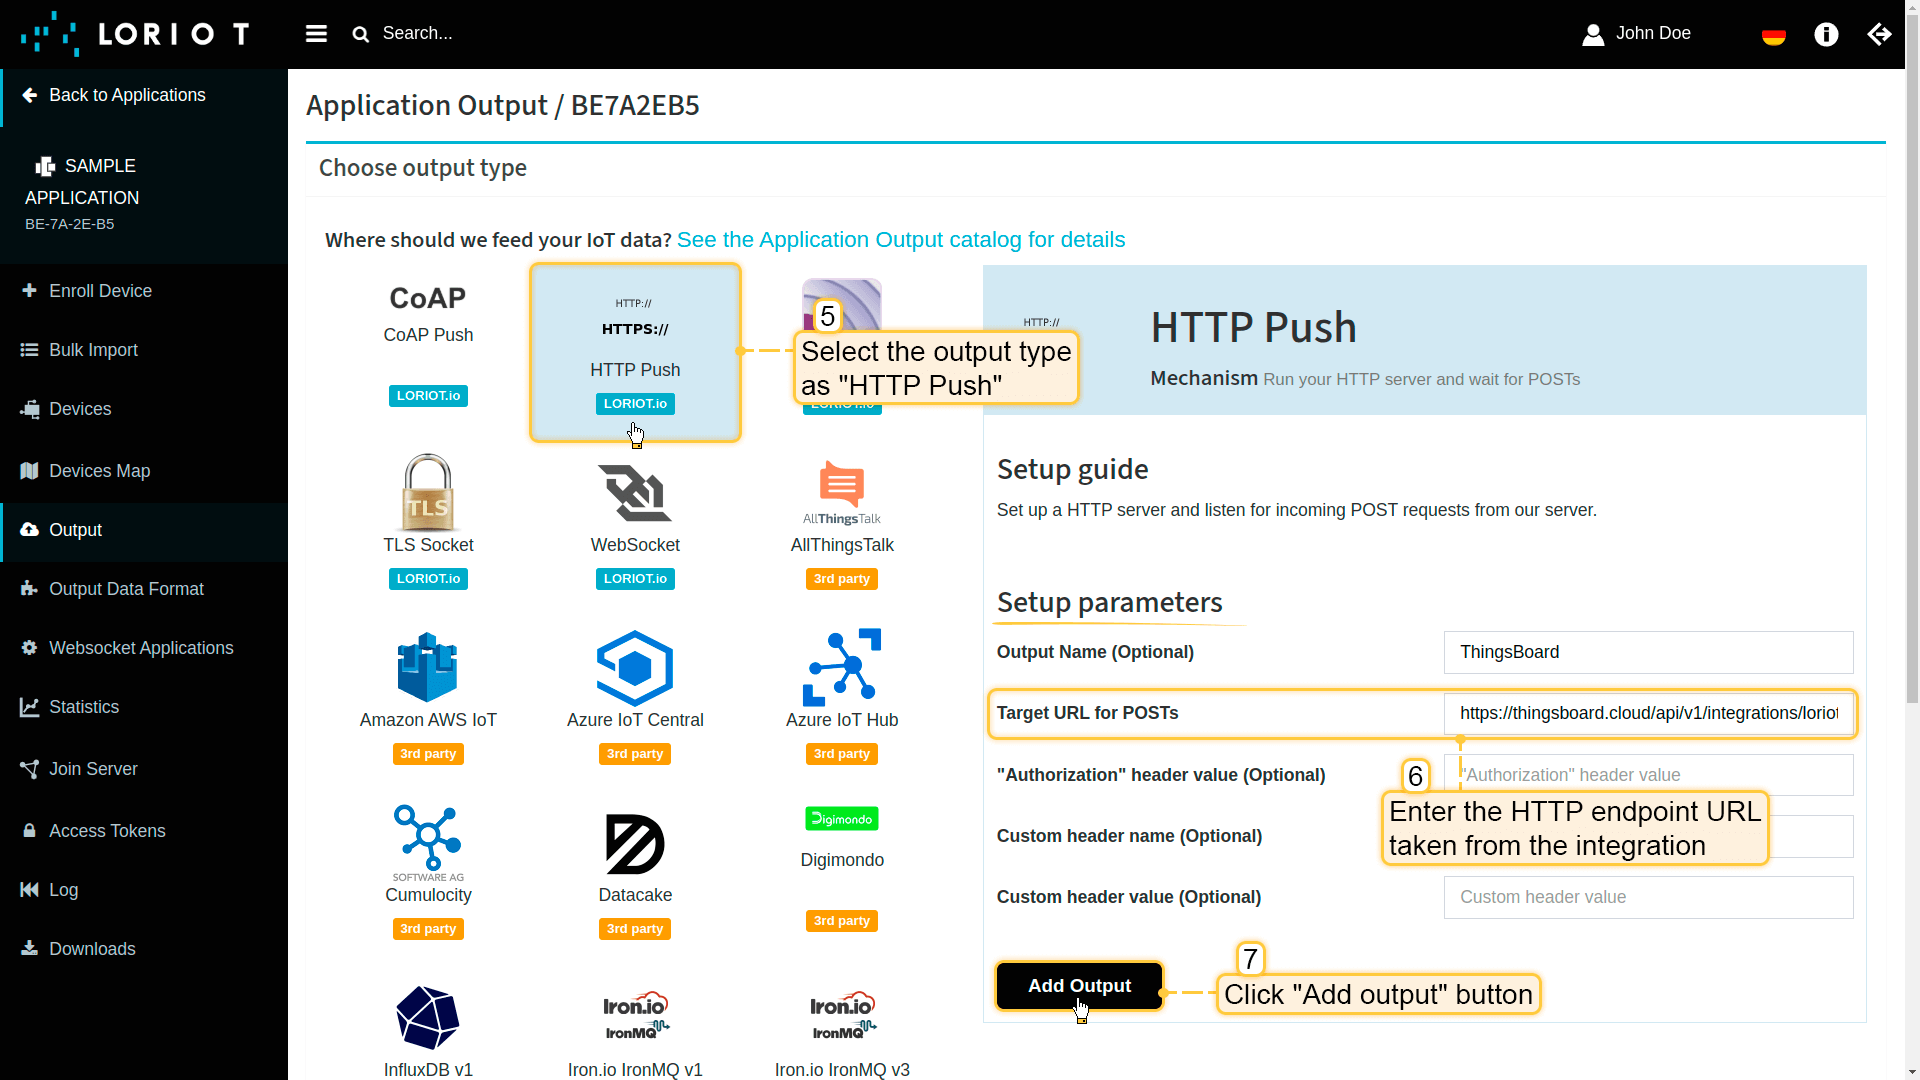 LORIOT
Search...
John Doe
Back to Applications
SAMPLE
APPLICATION
BE-7A-2E-B5
Enroll Device
Bulk Import
Devices
Devices Map
Output
Output Data Format
Websocket Applications
Statistics
Join Server
Access Tokens
Log
Downloads
Application Output / BE7A2EB5
Choose output type
Where should we feed your IoT data? See the Application Output catalog for details
CoAP
CoAP Push
LORIOT.io
HTTP://
HTTPS://
HTTP Push
LORIOT.io
5
Select the output type
as "HTTP Push"
LORIOT.io
TLS
TLS Socket
LORIOT.io
WebSocket
LORIOT.io
AllThingsTalk
AllThingsTalk
3rd party
Amazon AWS IoT
3rd party
Azure IoT Central
3rd party
Azure IoT Hub
3rd party
SOFTWARE AG
Cumulocity
3rd party
Datacake
3rd party
Digimondo
Digimondo
3rd party
InfluxDB v1
Iron.io
IronMQ
Iron.io IronMQ v1
Iron.io
IronMQ
Iron.io IronMQ v3
HTTP://
HTTP Push
Mechanism Run your HTTP server and wait for POSTs
Setup guide
Set up a HTTP server and listen for incoming POST requests from our server.
Setup parameters
Output Name (Optional)
ThingsBoard
Target URL for POSTs
https://thingsboard.cloud/api/v1/integrations/loriot
"Authorization" header value (Optional)
"Authorization" header value
6
Enter the HTTP endpoint URL
taken from the integration
Custom header name (Optional)
Custom header value (Optional)
Custom header value
Add Output
7
Click "Add output" button